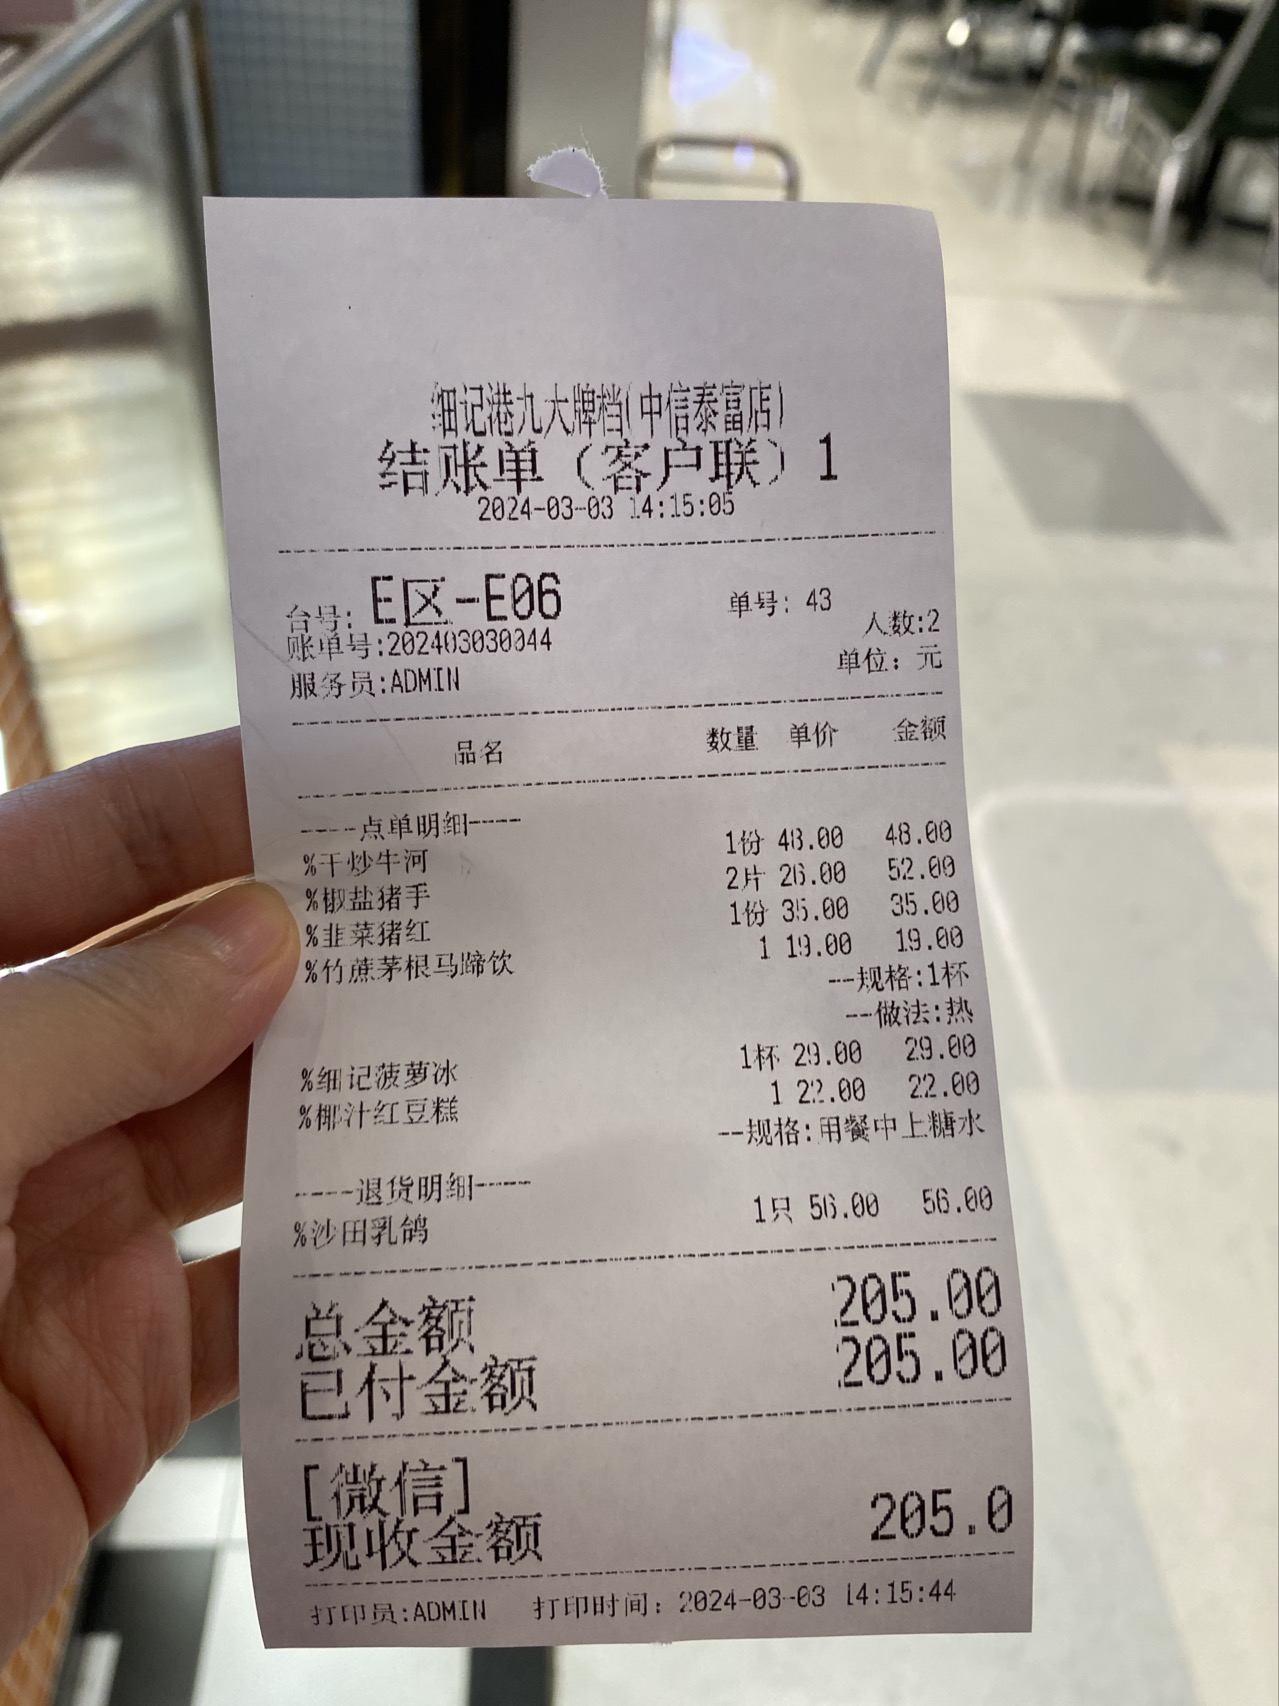 细记港九大牌档(中信泰富店)
结账单（客户联）1
2024-03-03 14:15:05
台号: E区-E06 单号: 43
账单号:202403030044 人数:2
服务员:ADMIN 单位: 元
品名 数量 单价 金额
----点单明细----
%干炒牛河 1份 48.00 48.00
%椒盐猪手 2片 26.00 52.00
%韭菜猪红 1份 35.00 35.00
%竹蔗茅根马蹄饮 1 19.00 19.00
--规格:1杯
--做法:热
%细记菠萝冰 1杯 29.00 29.00
%椰汁红豆糕 1 22.00 22.00
--规格:用餐中上糖水
----退货明细----
%沙田乳鸽 1只 56.00 56.00
总金额 205.00
已付金额 205.00
[微信]
现收金额 205.0
打印员:ADMIN 打印时间: 2024-03-03 14:15:44